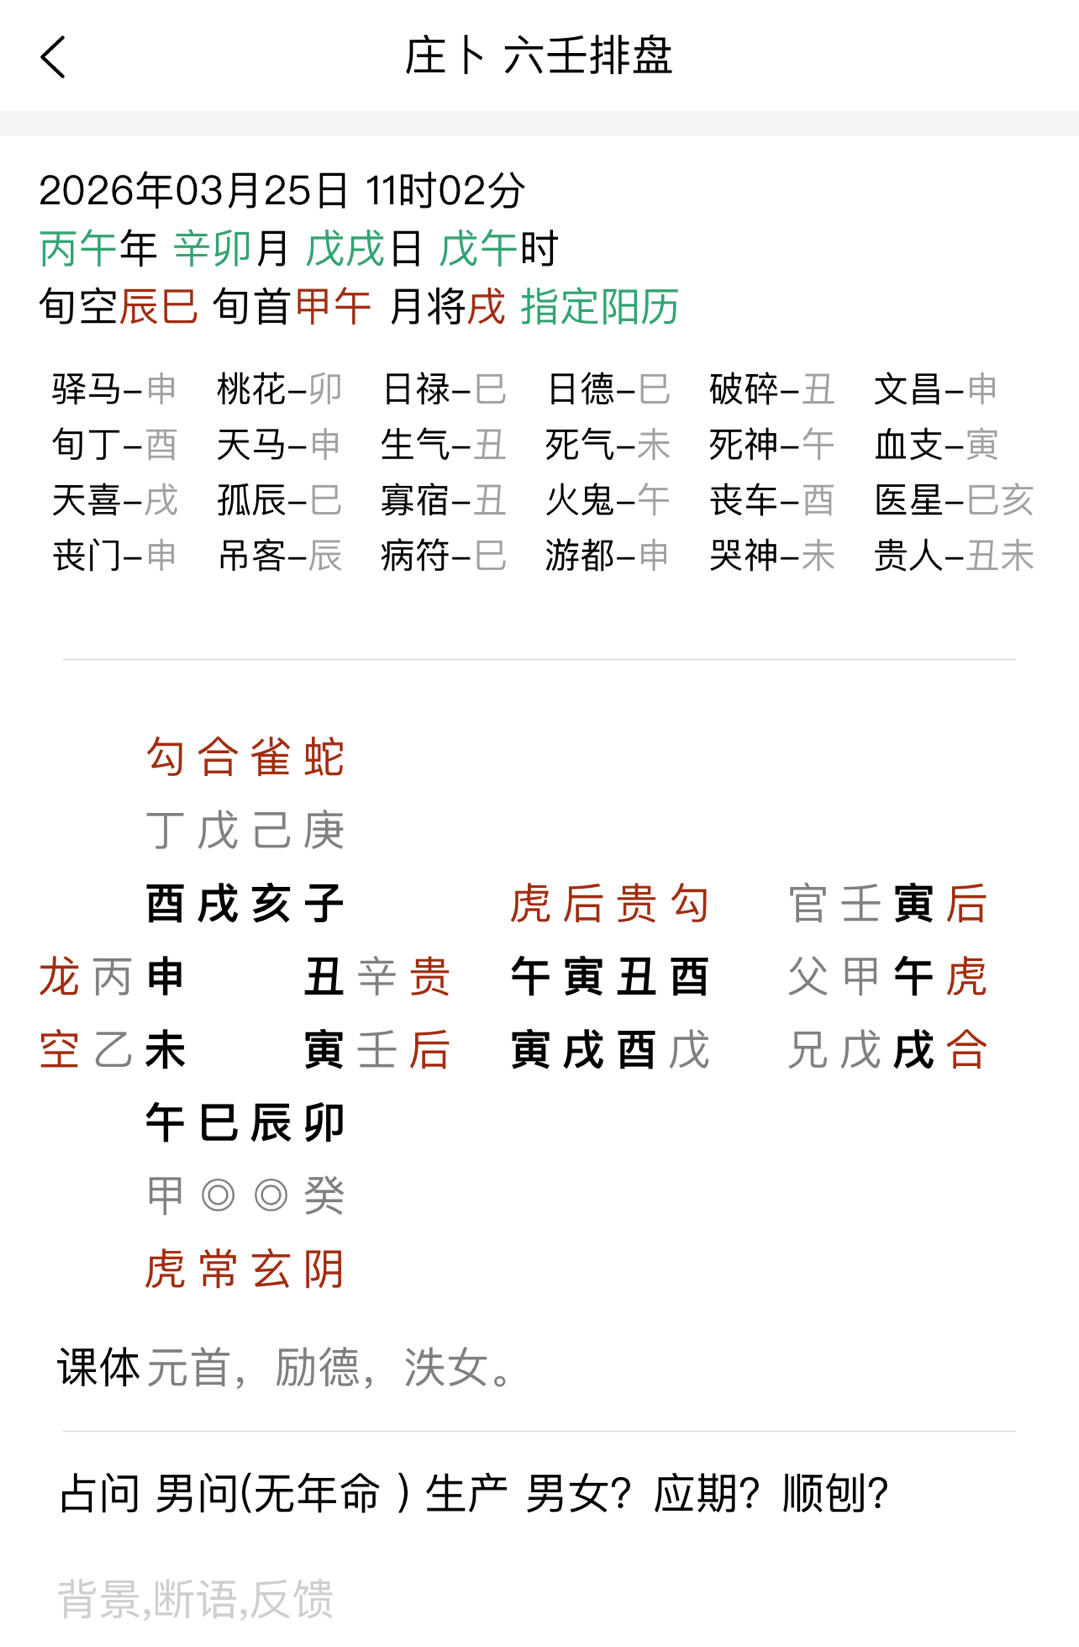 庄卜 六壬排盘
2026年03月25日 11时02分
丙午年 辛卯月 戊戌日 戊午时
旬空辰巳 旬首甲午 月将戌 指定阳历
驿马–申 桃花–卯 日禄–巳 日德–巳 破碎–丑 文昌–申
旬丁–酉 天马–申 生气–丑 死气–未 死神–午 血支–寅
天喜–戌 孤辰–巳 寡宿–丑 火鬼–午 丧车–酉 医星–巳亥
丧门–申 吊客–辰 病符–巳 游都–申 哭神–未 贵人–丑未
勾 合 雀 蛇
丁 戊 己 庚
酉 戌 亥 子 虎 后 贵 勾 官 壬 寅 后
龙 丙 申 丑 辛 贵 午 寅 丑 酉 父 甲 午 虎
空 乙 未 寅 壬 后 寅 戌 酉 戊 兄 戊 戌 合
午 巳 辰 卯
甲 ◎ ◎ 癸
虎 常 玄 阴
课体 元首，励德，泆女。
占问 男问(无年命 ) 生产 男女？应期？顺刨？
背景,断语,反馈